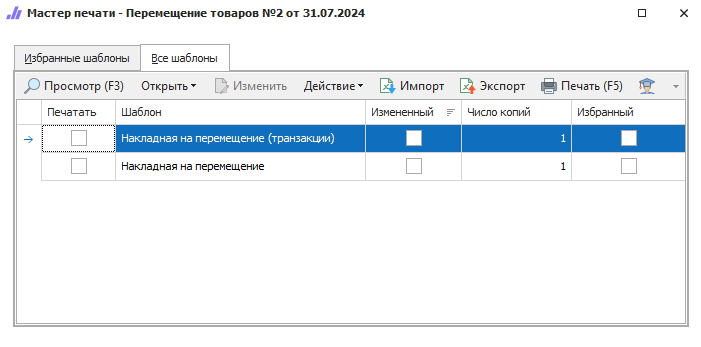 Мастер печати - Перемещение товаров №2 от 31.07.2024
Избранные шаблоны Все шаблоны
Просмотр (F3) Открыть Изменить Действие Импорт Экспорт Печать (F5)
Печатать Шаблон Измененный Число копий Избранный
Накладная на перемещение (транзакции) 1
Накладная на перемещение 1